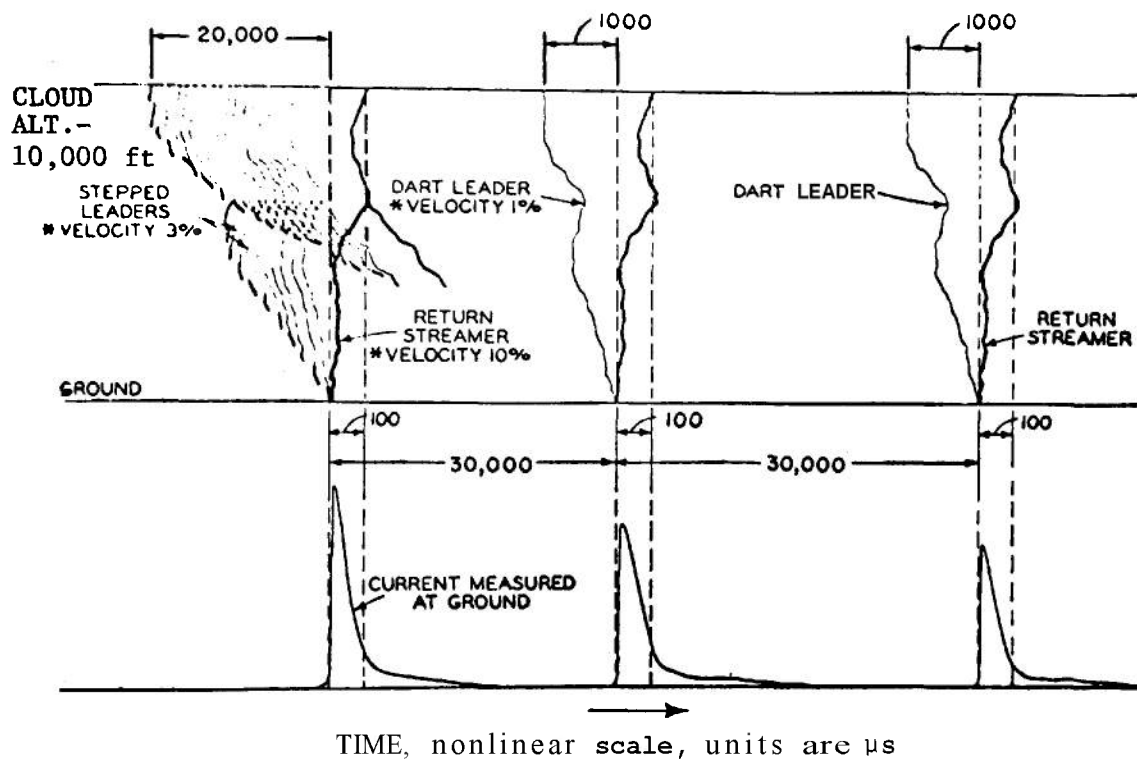 20,000
1000
1000
CLOUD
ALT.-
10,000 ft
STEPPED
LEADERS
*VELOCITY 3%
DART LEADER
*VELOCITY 1%
DART LEADER
RETURN
STREAMER
*VELOCITY 10%
RETURN
STREAMER
GROUND
100
100
100
30,000
30,000
CURRENT MEASURED
AT GROUND
TIME, nonlinear scale, units are μs